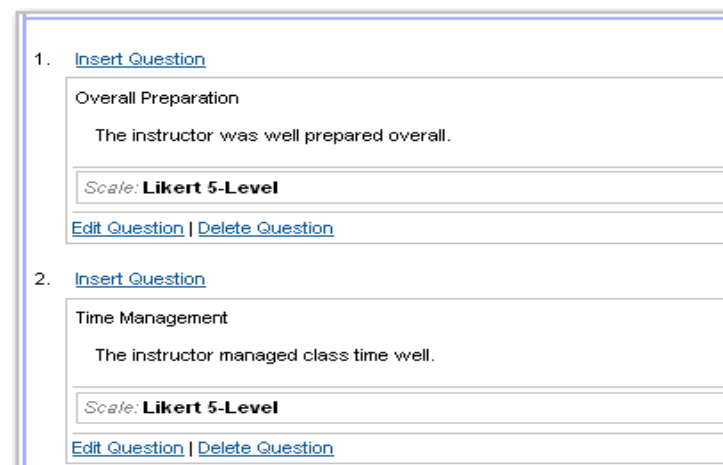 1. Insert Question
Overall Preparation
The instructor was well prepared overall.
Scale: Likert 5-Level
Edit Question | Delete Question
2. Insert Question
Time Management
The instructor managed class time well.
Scale: Likert 5-Level
Edit Question | Delete Question